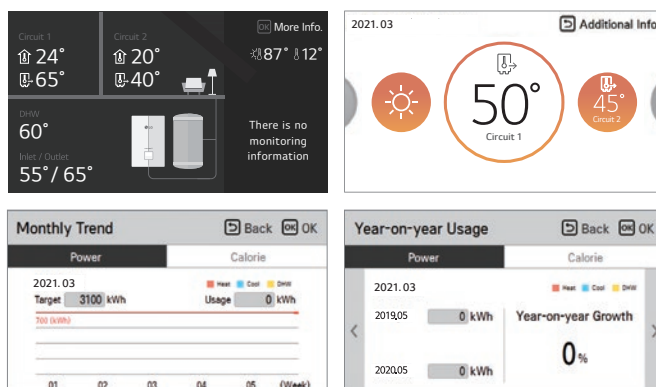 Circuit 1
24°
65°
Circuit 2
20°
40°
OK More Info.
87° 12°
DHW
60°
Inlet / Outlet
55°/ 65°
There is no
monitoring
information
2021. 03
Additional Info
50°
Circuit 1
45°
Circuit 2
Monthly Trend
Back OK OK
Power
Calorie
2021. 03
Heat Cool DHW
Target 3100 kWh
Usage 0 kWh
700 (kWh)
01 02 03 04 05 (Week)
Year-on-year Usage
Back OK OK
Power
Calorie
2021. 03
Heat Cool DHW
2019.05 0 kWh
Year-on-year Growth
0%
2020.05 0 kWh